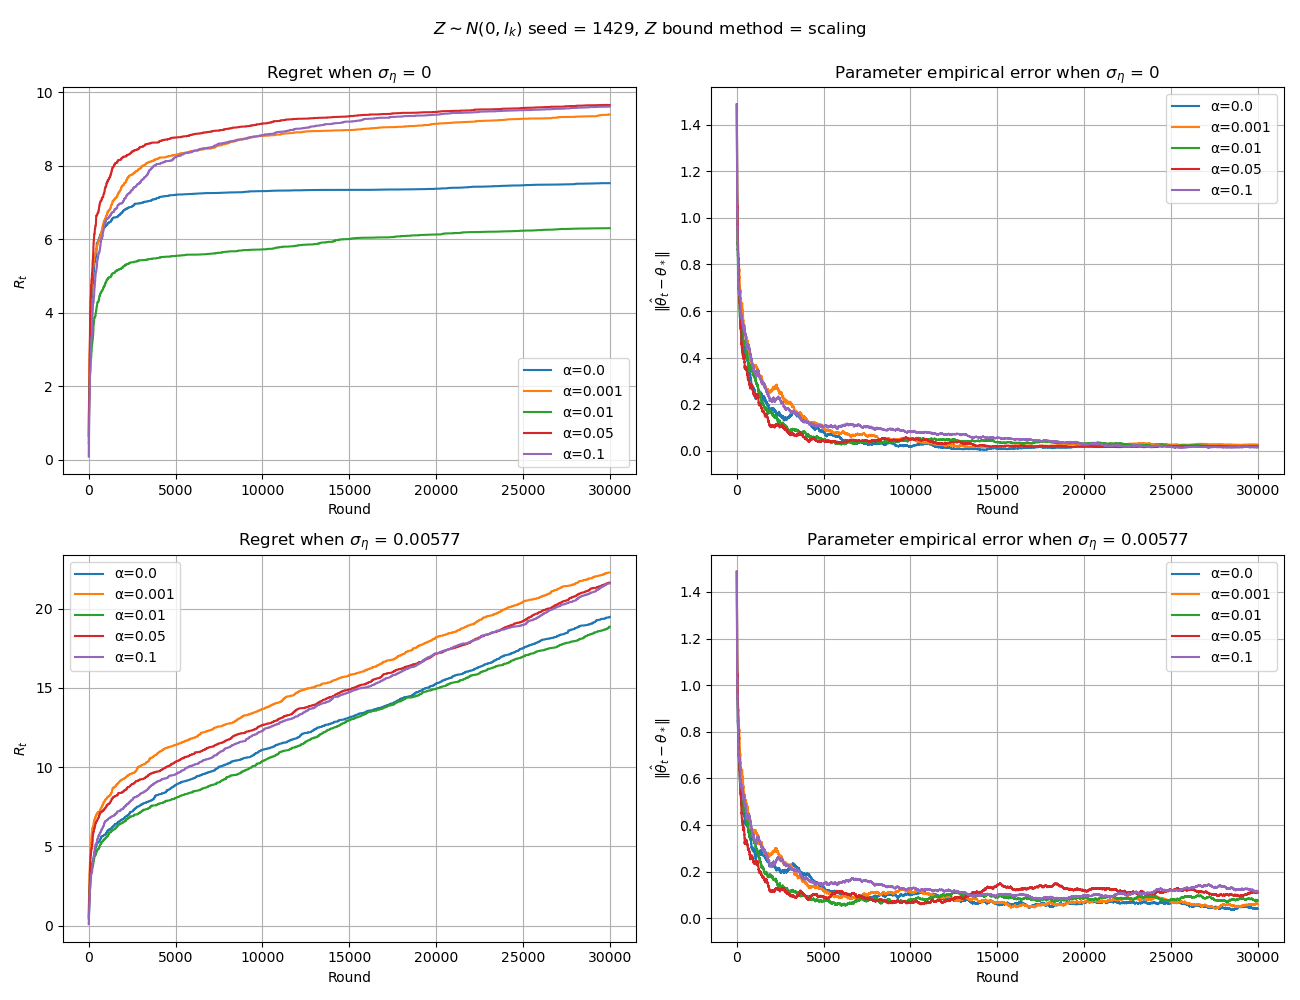 Z ∼ N(0, I_k) seed = 1429, Z bound method = scaling
Regret when σ_η = 0
R_t
10
8
6
4
2
0
α=0.0
α=0.001
α=0.01
α=0.05
α=0.1
0 5000 10000 15000 20000 25000 30000
Round
Parameter empirical error when σ_η = 0
‖θ̂_t − θ_*‖
1.4
1.2
1.0
0.8
0.6
0.4
0.2
0.0
α=0.0
α=0.001
α=0.01
α=0.05
α=0.1
0 5000 10000 15000 20000 25000 30000
Round
Regret when σ_η = 0.00577
R_t
20
15
10
5
0
α=0.0
α=0.001
α=0.01
α=0.05
α=0.1
0 5000 10000 15000 20000 25000 30000
Round
Parameter empirical error when σ_η = 0.00577
‖θ̂_t − θ_*‖
1.4
1.2
1.0
0.8
0.6
0.4
0.2
0.0
α=0.0
α=0.001
α=0.01
α=0.05
α=0.1
0 5000 10000 15000 20000 25000 30000
Round